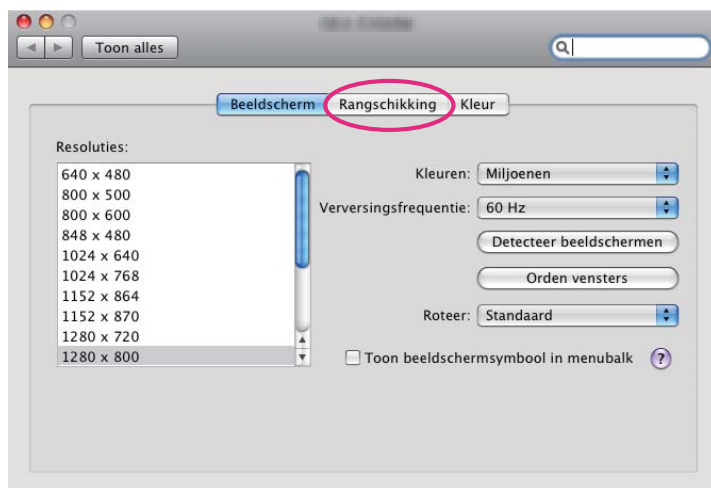 Toon alles
Beeldscherm Rangschikking Kleur
Resoluties:
640 x 480
800 x 500
800 x 600
848 x 480
1024 x 640
1024 x 768
1152 x 864
1152 x 870
1280 x 720
1280 x 800
Kleuren: Miljoenen
Verversingsfrequentie: 60 Hz
Detecteer beeldschermen
Orden vensters
Roteer: Standaard
Toon beeldschermsymbool in menubalk ?